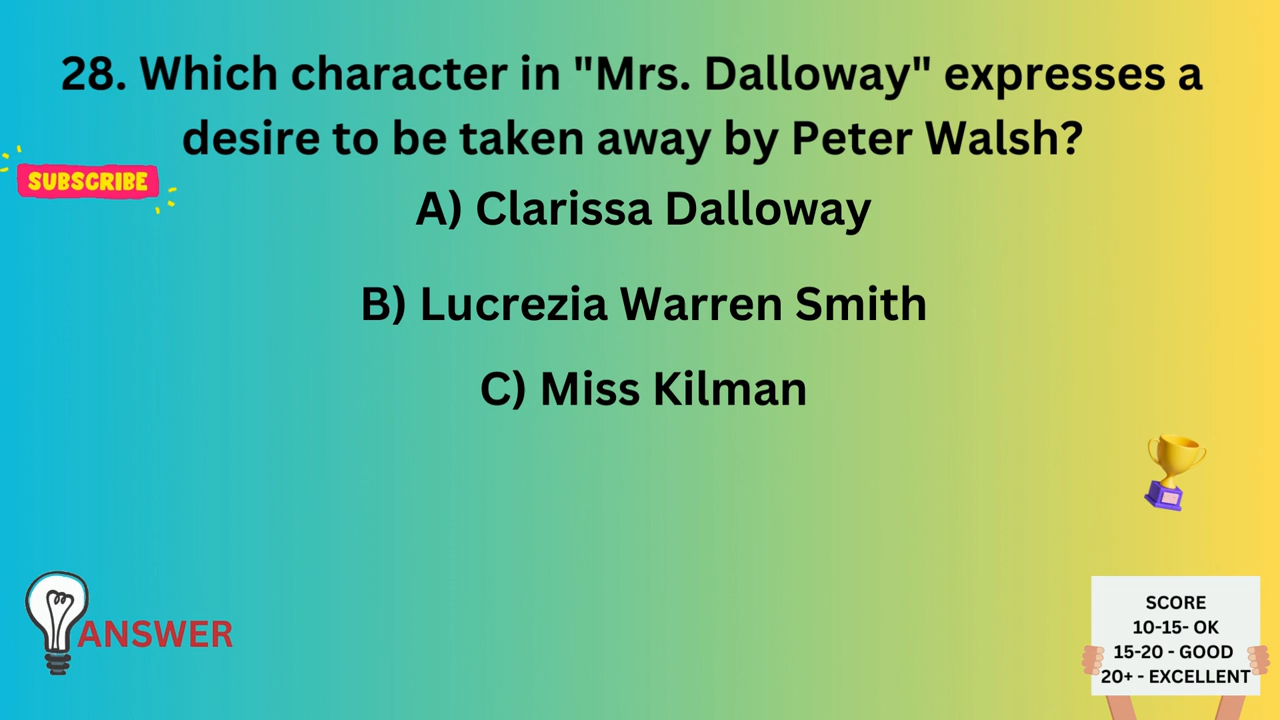 28. Which character in "Mrs. Dalloway" expresses a
desire to be taken away by Peter Walsh?
SUBSCRIBE
A) Clarissa Dalloway
B) Lucrezia Warren Smith
C) Miss Kilman
ANSWER
SCORE
10-15- OK
15-20 - GOOD
20+ - EXCELLENT